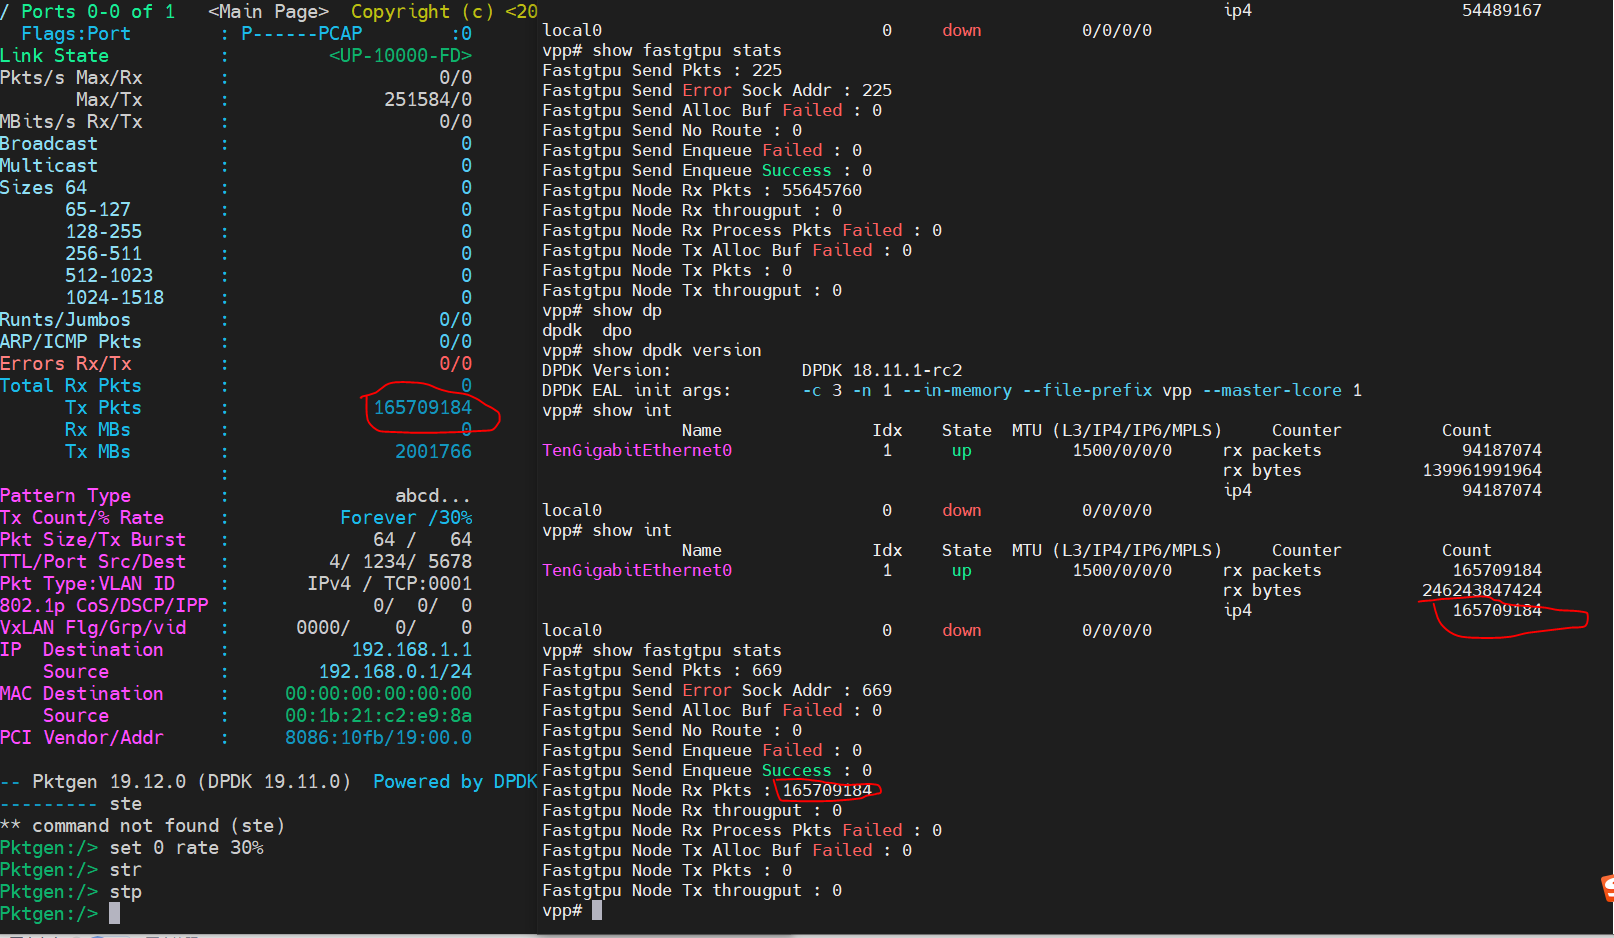 / Ports 0-0 of 1   <Main Page>  Copyright (c) <20
  Flags:Port        : P------PCAP        :0
Link State          :         <UP-10000-FD>
Pkts/s Max/Rx       :                   0/0
       Max/Tx       :              251584/0
MBits/s Rx/Tx       :                   0/0
Broadcast           :                     0
Multicast           :                     0
Sizes 64            :                     0
      65-127        :                     0
      128-255       :                     0
      256-511       :                     0
      512-1023      :                     0
      1024-1518     :                     0
Runts/Jumbos        :                   0/0
ARP/ICMP Pkts       :                   0/0
Errors Rx/Tx        :                   0/0
Total Rx Pkts       :                     0
      Tx Pkts       :             165709184
      Rx MBs        :                     0
      Tx MBs        :               2001766
                    :
Pattern Type        :               abcd...
Tx Count/% Rate     :          Forever /30%
Pkt Size/Tx Burst   :             64 /   64
TTL/Port Src/Dest   :         4/ 1234/ 5678
Pkt Type:VLAN ID    :       IPv4 / TCP:0001
802.1p CoS/DSCP/IPP :             0/  0/  0
VxLAN Flg/Grp/vid   :      0000/    0/    0
IP  Destination     :           192.168.1.1
    Source          :        192.168.0.1/24
MAC Destination     :     00:00:00:00:00:00
    Source          :     00:1b:21:c2:e9:8a
PCI Vendor/Addr     :     8086:10fb/19:00.0
-- Pktgen 19.12.0 (DPDK 19.11.0)  Powered by DPDK
--------- ste
** command not found (ste)
Pktgen:/> set 0 rate 30%
Pktgen:/> str
Pktgen:/> stp
Pktgen:/>
ip4                     54489167
local0                            0     down          0/0/0/0
vpp# show fastgtpu stats
Fastgtpu Send Pkts : 225
Fastgtpu Send Error Sock Addr : 225
Fastgtpu Send Alloc Buf Failed : 0
Fastgtpu Send No Route : 0
Fastgtpu Send Enqueue Failed : 0
Fastgtpu Send Enqueue Success : 0
Fastgtpu Node Rx Pkts : 55645760
Fastgtpu Node Rx througput : 0
Fastgtpu Node Rx Process Pkts Failed : 0
Fastgtpu Node Tx Alloc Buf Failed : 0
Fastgtpu Node Tx Pkts : 0
Fastgtpu Node Tx througput : 0
vpp# show dp
dpdk  dpo
vpp# show dpdk version
DPDK Version:             DPDK 18.11.1-rc2
DPDK EAL init args:       -c 3 -n 1 --in-memory --file-prefix vpp --master-lcore 1
vpp# show int
              Name               Idx    State  MTU (L3/IP4/IP6/MPLS)     Counter          Count
TenGigabitEthernet0               1      up          1500/0/0/0     rx packets              94187074
                                                                    rx bytes            139961991964
                                                                    ip4                     94187074
local0                            0     down          0/0/0/0
vpp# show int
              Name               Idx    State  MTU (L3/IP4/IP6/MPLS)     Counter          Count
TenGigabitEthernet0               1      up          1500/0/0/0     rx packets             165709184
                                                                    rx bytes            246243847424
                                                                    ip4                    165709184
local0                            0     down          0/0/0/0
vpp# show fastgtpu stats
Fastgtpu Send Pkts : 669
Fastgtpu Send Error Sock Addr : 669
Fastgtpu Send Alloc Buf Failed : 0
Fastgtpu Send No Route : 0
Fastgtpu Send Enqueue Failed : 0
Fastgtpu Send Enqueue Success : 0
Fastgtpu Node Rx Pkts : 165709184
Fastgtpu Node Rx througput : 0
Fastgtpu Node Rx Process Pkts Failed : 0
Fastgtpu Node Tx Alloc Buf Failed : 0
Fastgtpu Node Tx Pkts : 0
Fastgtpu Node Tx througput : 0
vpp#